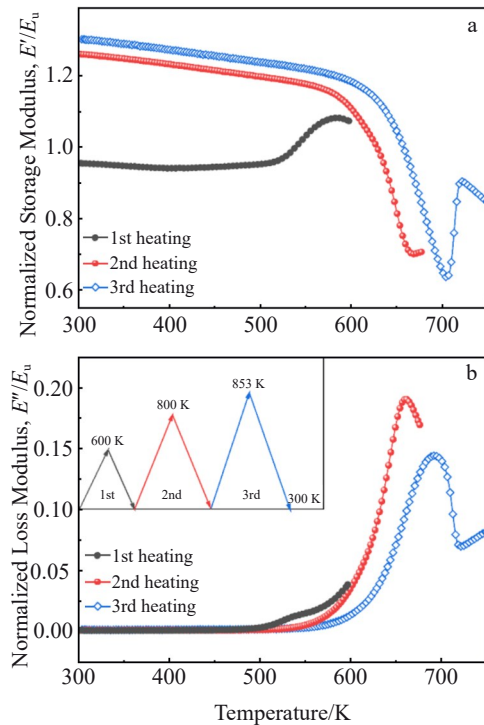 a
Normalized Storage Modulus, E′/Eu
1.2
1.0
0.8
0.6
1st heating
2nd heating
3rd heating
300
400
500
600
700
b
Normalized Loss Modulus, E″/Eu
0.20
0.15
0.10
0.05
0.00
600 K
800 K
853 K
1st
2nd
3rd
300 K
1st heating
2nd heating
3rd heating
300
400
500
600
700
Temperature/K